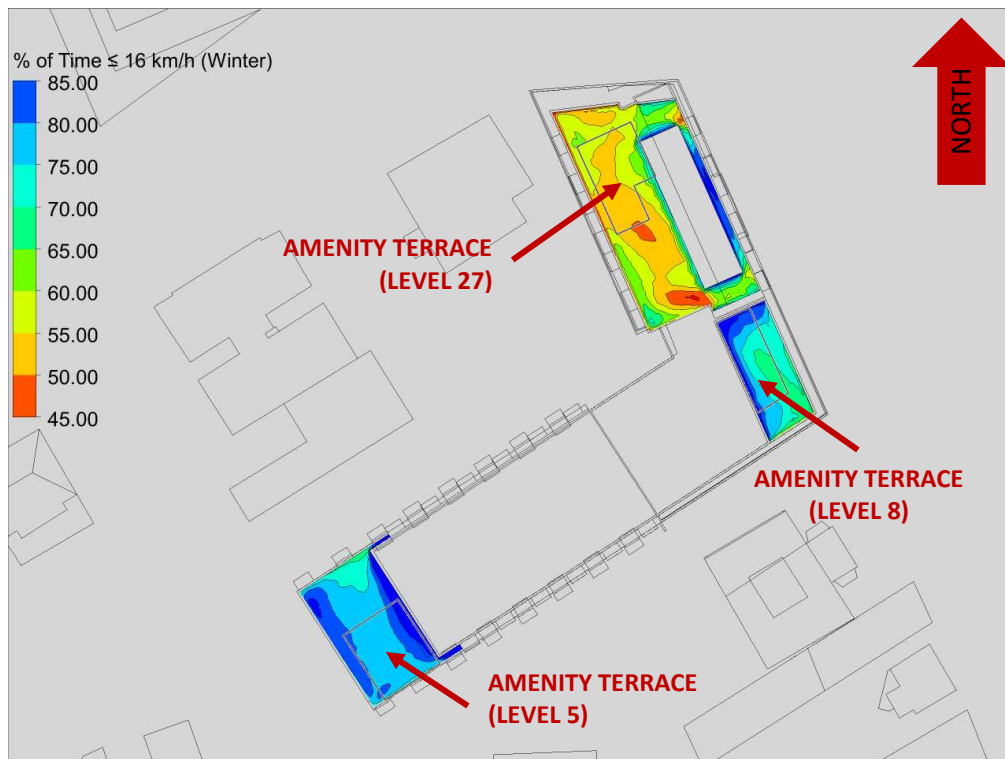 % of Time ≤ 16 km/h (Winter)
85.00
80.00
75.00
70.00
65.00
60.00
55.00
50.00
45.00
NORTH
AMENITY TERRACE
(LEVEL 27)
AMENITY TERRACE
(LEVEL 8)
AMENITY TERRACE
(LEVEL 5)